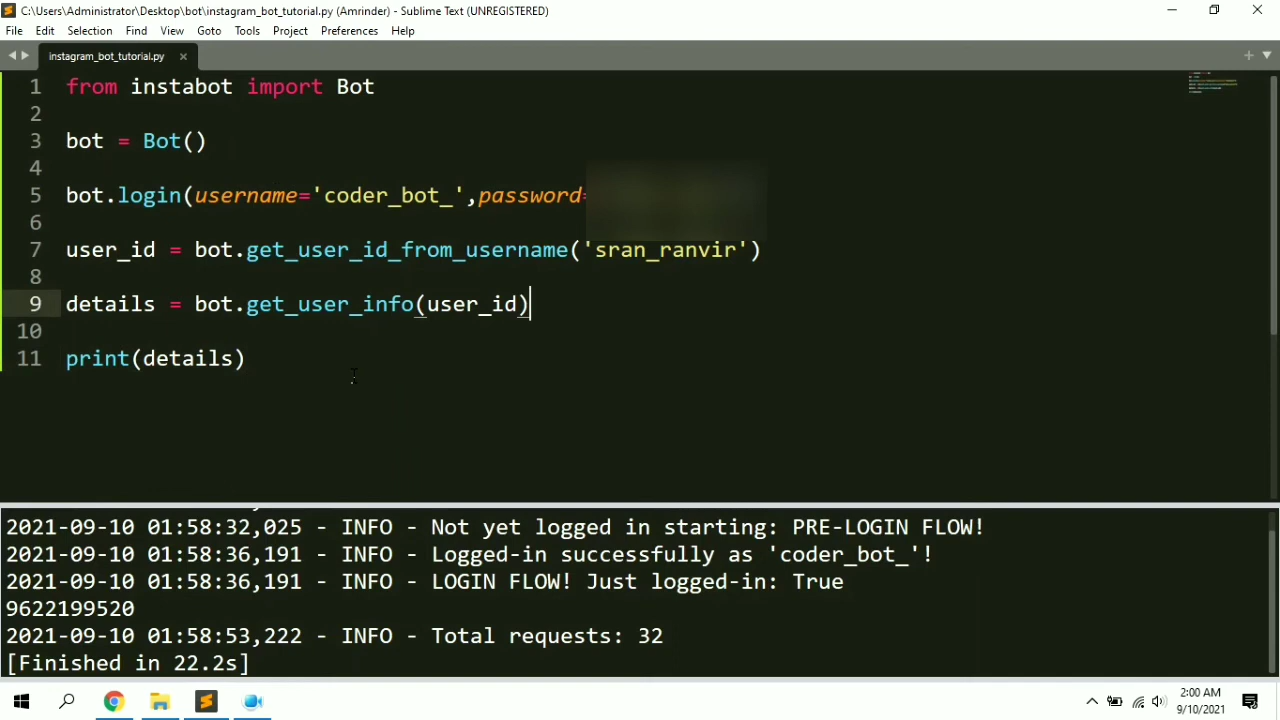 C:\Users\Administrator\Desktop\bot\instagram_bot_tutorial.py (Amrinder) - Sublime Text (UNREGISTERED)
File Edit Selection Find View Goto Tools Project Preferences Help
instagram_bot_tutorial.py
1 from instabot import Bot
2
3 bot = Bot()
4
5 bot.login(username='coder_bot_',password=
6
7 user_id = bot.get_user_id_from_username('sran_ranvir')
8
9 details = bot.get_user_info(user_id)
10
11 print(details)
2021-09-10 01:58:32,025 - INFO - Not yet logged in starting: PRE-LOGIN FLOW!
2021-09-10 01:58:36,191 - INFO - Logged-in successfully as 'coder_bot_'!
2021-09-10 01:58:36,191 - INFO - LOGIN FLOW! Just logged-in: True
9622199520
2021-09-10 01:58:53,222 - INFO - Total requests: 32
[Finished in 22.2s]
2:00 AM
9/10/2021